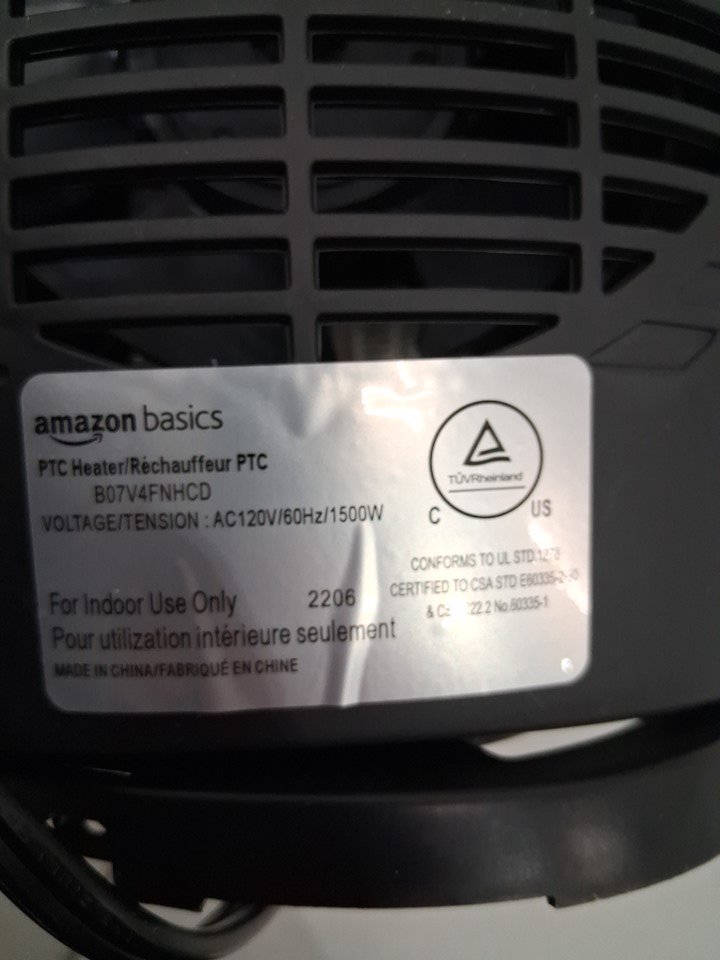 amazon basics
PTC Heater/Réchauffeur PTC
B07V4FNHCD
VOLTAGE/TENSION : AC120V/60Hz/1500W
For Indoor Use Only 2206
Pour utilization intérieure seulement
MADE IN CHINA/FABRIQUÉ EN CHINE
TÜVRheinland
C US
CONFORMS TO UL STD.
CERTIFIED TO CSA STD
& No.60335-1